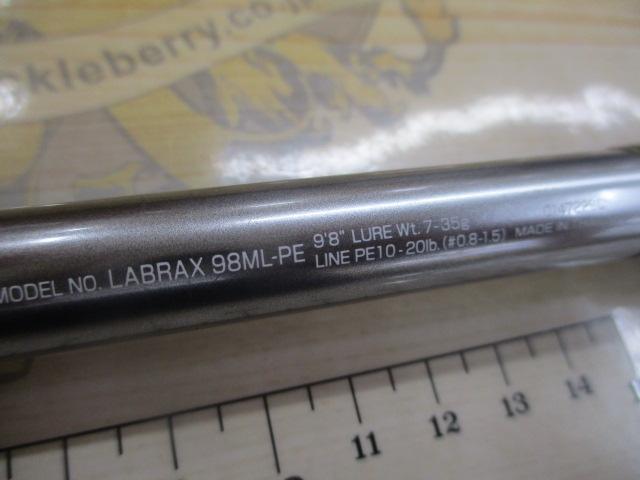 ckleberry.co.jp
MODEL NO. LABRAX 98ML-PE
9'8" LURE Wt. 7-35g
LINE PE10-20lb.(#0.8-1.5) MADE IN
11 12 13 14